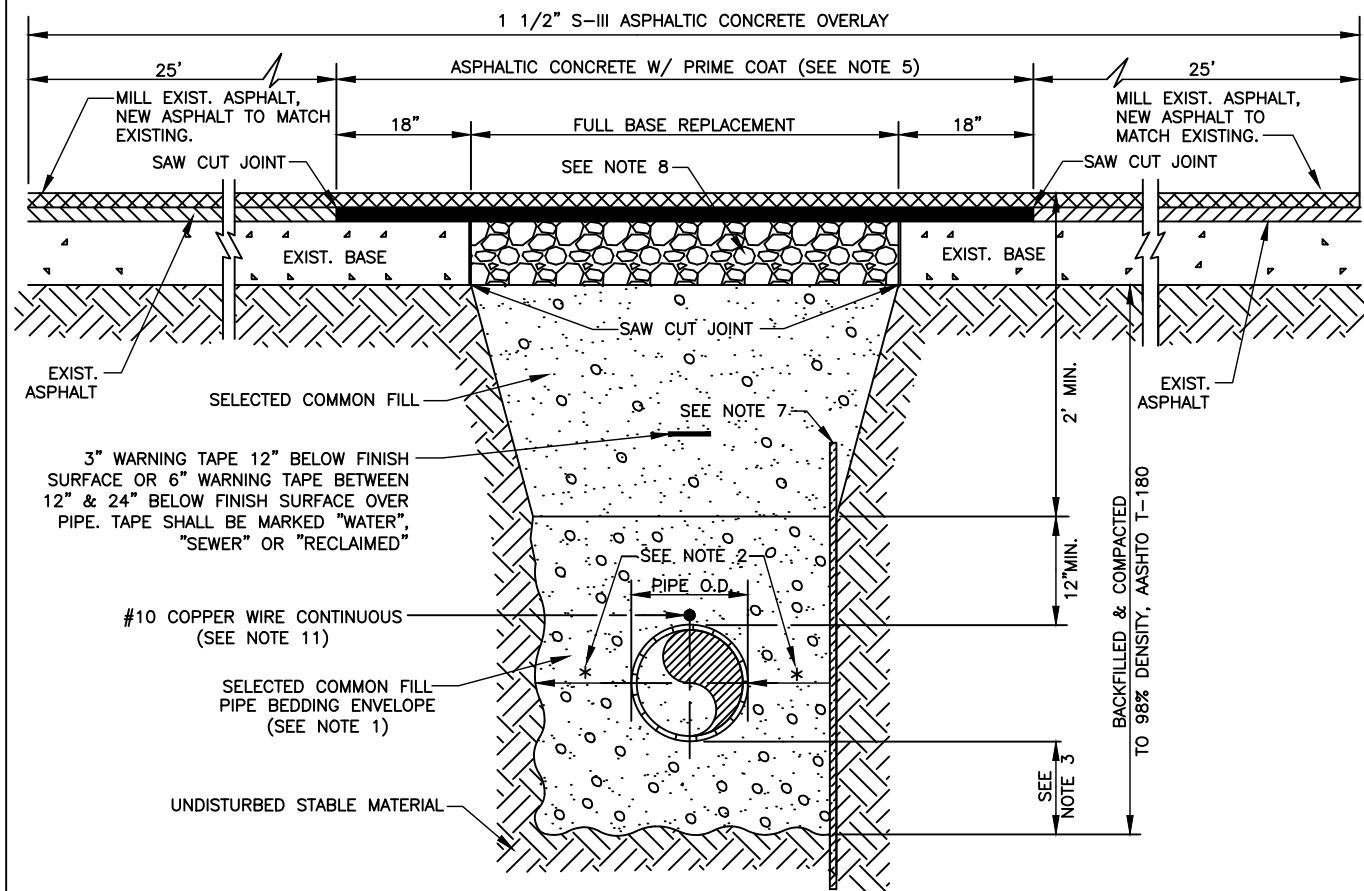 1 1/2" S-III ASPHALTIC CONCRETE OVERLAY
25'
ASPHALTIC CONCRETE W/ PRIME COAT (SEE NOTE 5)
25'
MILL EXIST. ASPHALT,
NEW ASPHALT TO MATCH
EXISTING.
18"
FULL BASE REPLACEMENT
18"
MILL EXIST. ASPHALT,
NEW ASPHALT TO
MATCH EXISTING.
SAW CUT JOINT
SEE NOTE 8
SAW CUT JOINT
EXIST. BASE
EXIST. BASE
SAW CUT JOINT
EXIST.
ASPHALT
SELECTED COMMON FILL
SEE NOTE 7
2' MIN.
EXIST.
ASPHALT
3" WARNING TAPE 12" BELOW FINISH
SURFACE OR 6" WARNING TAPE BETWEEN
12" & 24" BELOW FINISH SURFACE OVER
PIPE. TAPE SHALL BE MARKED "WATER",
"SEWER" OR "RECLAIMED"
SEE NOTE 2
PIPE O.D.
12"MIN.
BACKFILLED & COMPACTED
TO 98% DENSITY, AASHTO T-180
#10 COPPER WIRE CONTINUOUS
(SEE NOTE 11)
* *
SELECTED COMMON FILL
PIPE BEDDING ENVELOPE
(SEE NOTE 1)
SEE
NOTE 3
UNDISTURBED STABLE MATERIAL